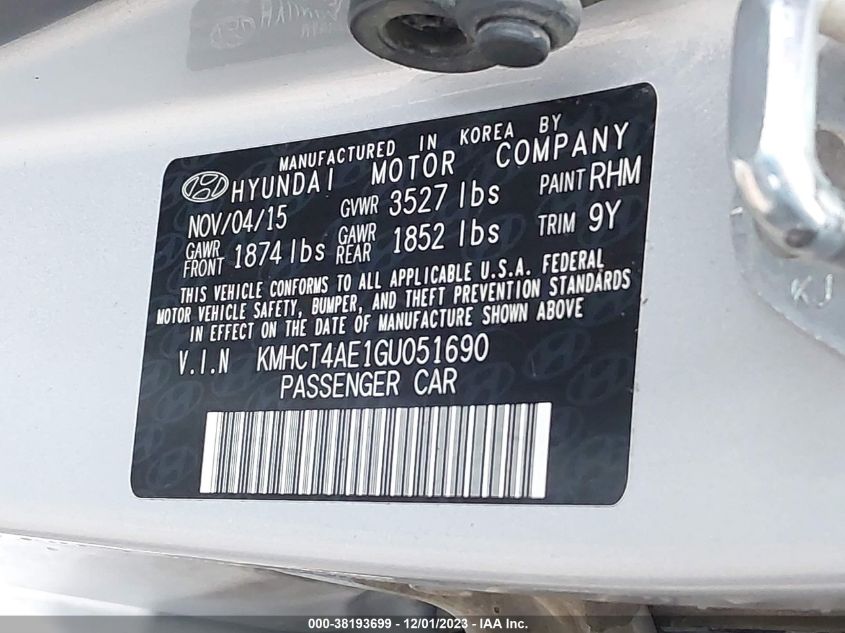 MANUFACTURED IN KOREA BY
HYUNDAI MOTOR COMPANY
NOV/04/15 GVWR 3527 lbs PAINT RHM
GAWR FRONT 1874 lbs GAWR REAR 1852 lbs TRIM 9Y
THIS VEHICLE CONFORMS TO ALL APPLICABLE U.S.A. FEDERAL
MOTOR VEHICLE SAFETY, BUMPER, AND THEFT PREVENTION STANDARDS
IN EFFECT ON THE DATE OF MANUFACTURE SHOWN ABOVE
V.I.N KMHCT4AE1GU051690
PASSENGER CAR
KJ
000-38193699 - 12/01/2023 - IAA Inc.